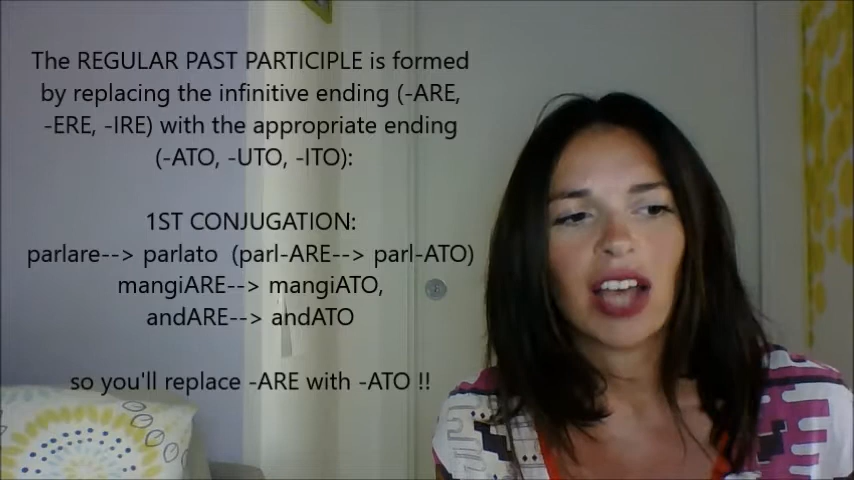 The REGULAR PAST PARTICIPLE is formed
by replacing the infinitive ending (-ARE,
-ERE, -IRE) with the appropriate ending
(-ATO, -UTO, -ITO):
1ST CONJUGATION:
parlare--> parlato  (parl-ARE--> parl-ATO)
mangiARE--> mangiATO,
andARE--> andATO
so you'll replace -ARE with -ATO !!